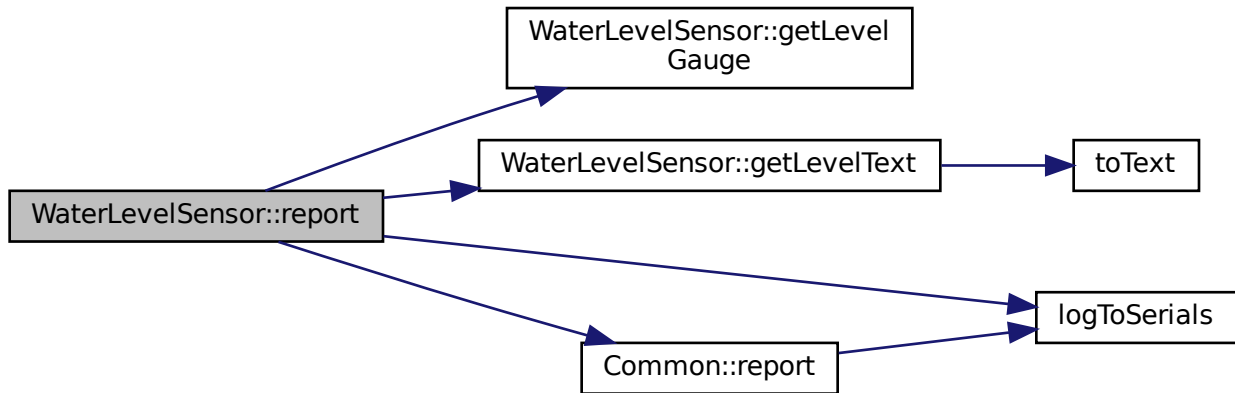 WaterLevelSensor::getLevel
Gauge
WaterLevelSensor::getLevelText
toText
WaterLevelSensor::report
logToSerials
Common::report